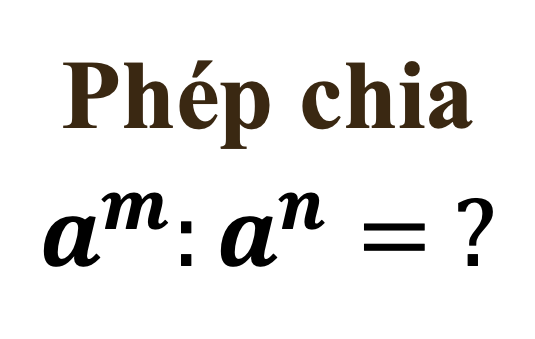 Phép chia
a^m : a^n = ?